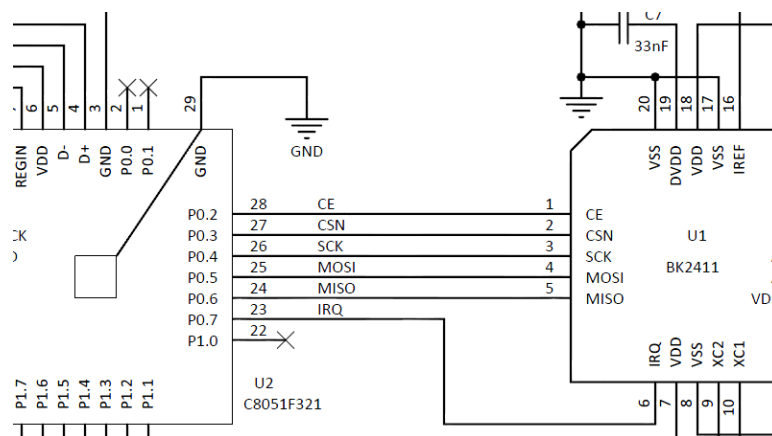 C7
33nF
6
5
4
3
2
1
29
20
19
18
17
16
REGIN
VDD
D-
D+
GND
P0.0
P0.1
GND
GND
VSS
DVDD
VDD
VSS
IREF
P0.2 28 CE 1 CE
P0.3 27 CSN 2 CSN
P0.4 26 SCK 3 SCK
P0.5 25 MOSI 4 MOSI
P0.6 24 MISO 5 MISO
P0.7 23 IRQ
P1.0 22
U1
BK2411
VD
CK
U2
C8051F321
P1.7
P1.6
P1.5
P1.4
P1.3
P1.2
P1.1
IRQ
VDD
VSS
XC2
XC1
6
7
8
9
10